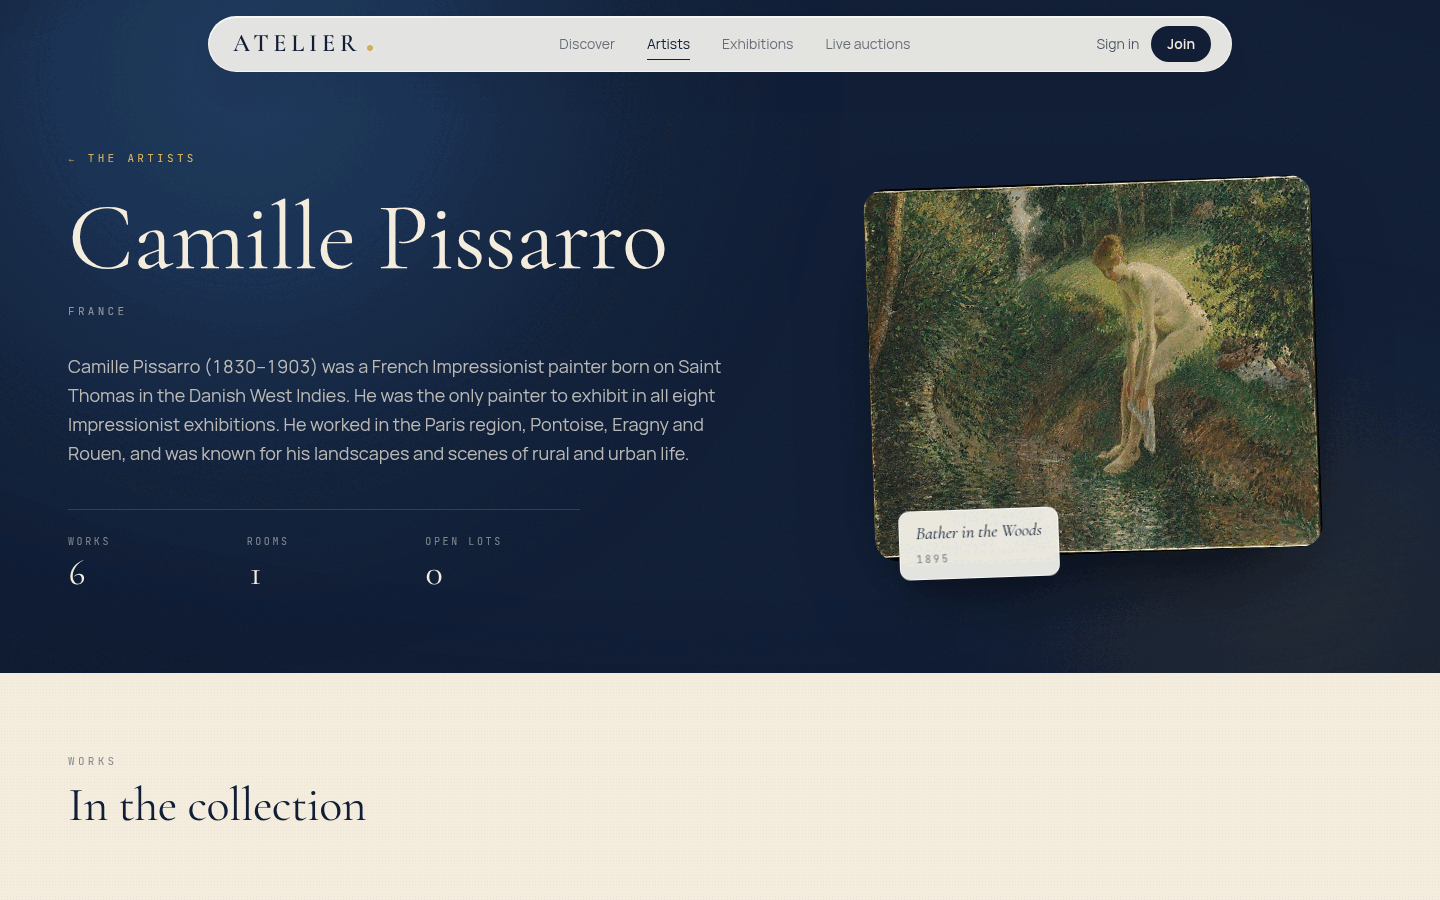 ATELIER
Discover
Artists
Exhibitions
Live auctions
Sign in
Join
← THE ARTISTS
Camille Pissarro
FRANCE
Camille Pissarro (1830–1903) was a French Impressionist painter born on Saint
Thomas in the Danish West Indies. He was the only painter to exhibit in all eight
Impressionist exhibitions. He worked in the Paris region, Pontoise, Eragny and
Rouen, and was known for his landscapes and scenes of rural and urban life.
WORKS
6
ROOMS
1
OPEN LOTS
0
Bather in the Woods
1895
WORKS
In the collection